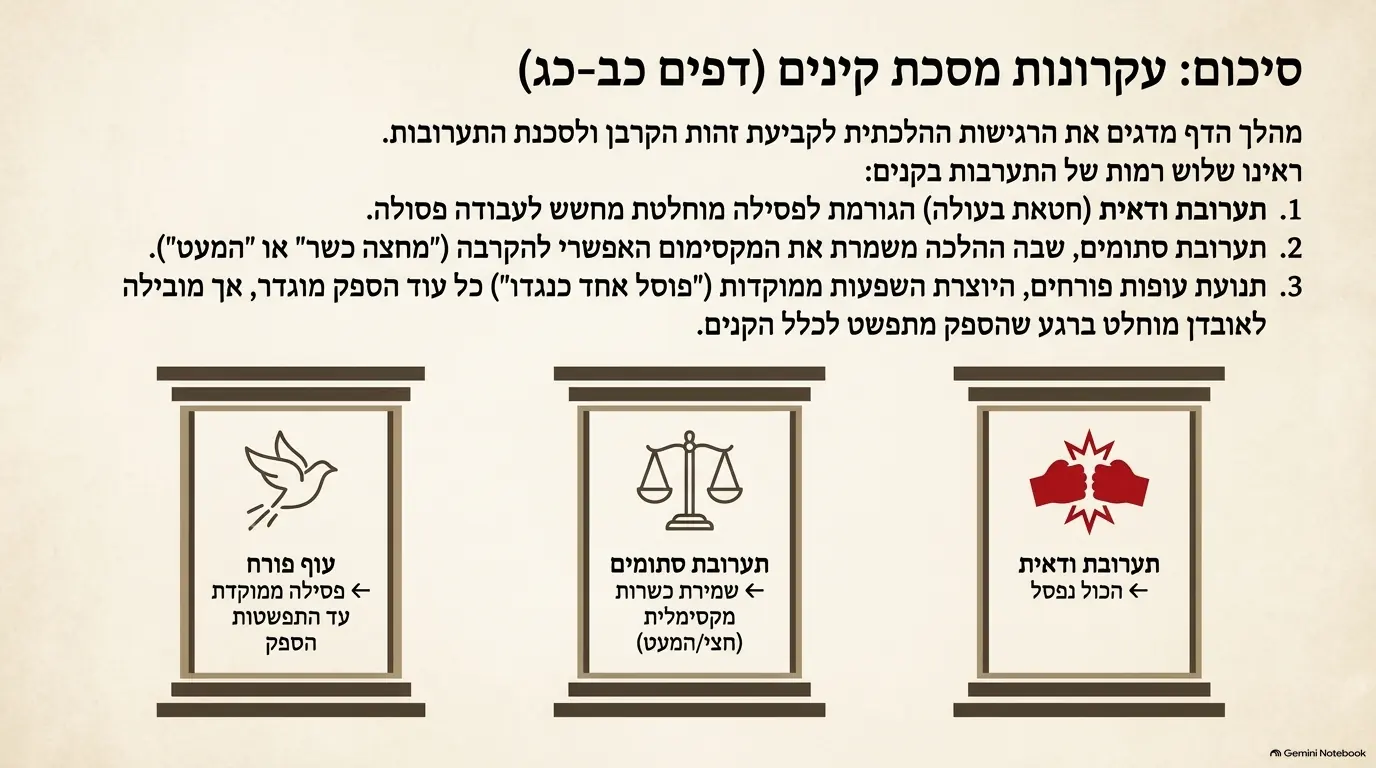 סיכום: עקרונות מסכת קינים (דפים כב-כג)
מהלך הדף מדגים את הרגישות ההלכתית לקביעת זהות הקרבן ולסכנת התערובות.
ראינו שלוש רמות של התערבות בקנים:
1. תערובת ודאית (חטאת בעולה) הגורמת לפסילה מוחלטת מחשש לעבודה פסולה.
2. תערובת סתומים, שבה ההלכה משמרת את המקסימום האפשרי להקרבה ("מחצה כשר" או "המעט").
3. תנועת עופות פורחים, היוצרת השפעות ממוקדות ("פוסל אחד כנגדו") כל עוד הספק מוגדר, אך מובילה
לאובדן מוחלט ברגע שהספק מתפשט לכלל הקנים.
תערובת ודאית
← הכול נפסל
תערובת סתומים
← שמירת כשרות
מקסימלית
(חצי/המעט)
עוף פורח
← פסילה ממוקדת
עד התפשטות
הספק
Gemini Notebook